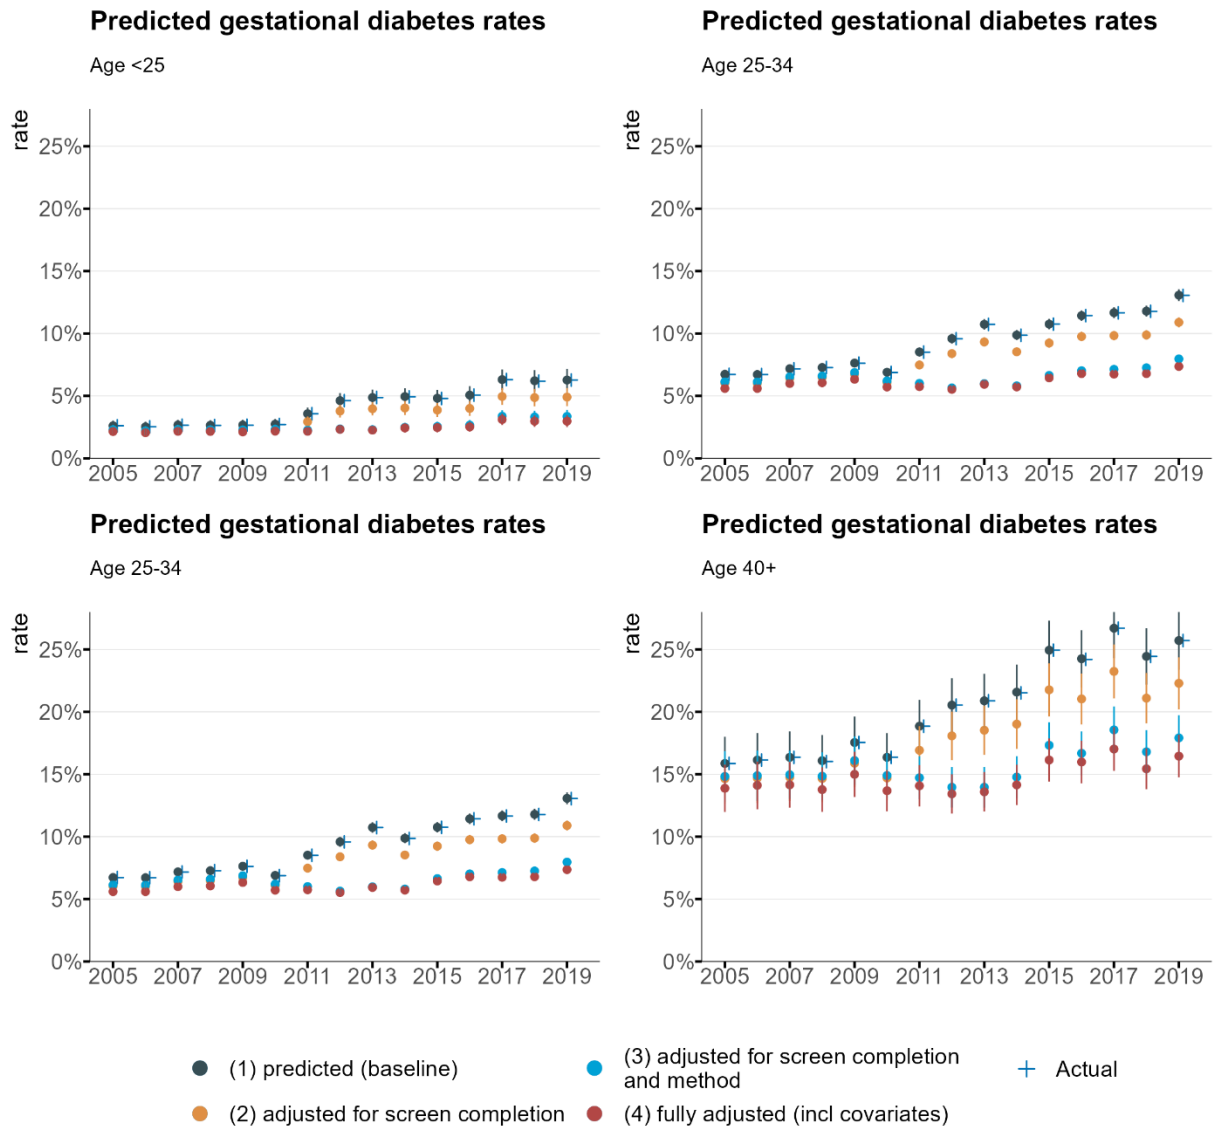 Predicted gestational diabetes rates
Age <25
rate
25%
20%
15%
10%
5%
0%
2005 2007 2009 2011 2013 2015 2017 2019
Predicted gestational diabetes rates
Age 25-34
rate
25%
20%
15%
10%
5%
0%
2005 2007 2009 2011 2013 2015 2017 2019
Predicted gestational diabetes rates
Age 25-34
rate
25%
20%
15%
10%
5%
0%
2005 2007 2009 2011 2013 2015 2017 2019
Predicted gestational diabetes rates
Age 40+
rate
25%
20%
15%
10%
5%
0%
2005 2007 2009 2011 2013 2015 2017 2019
(1) predicted (baseline)
(2) adjusted for screen completion
(3) adjusted for screen completion
and method
(4) fully adjusted (incl covariates)
Actual